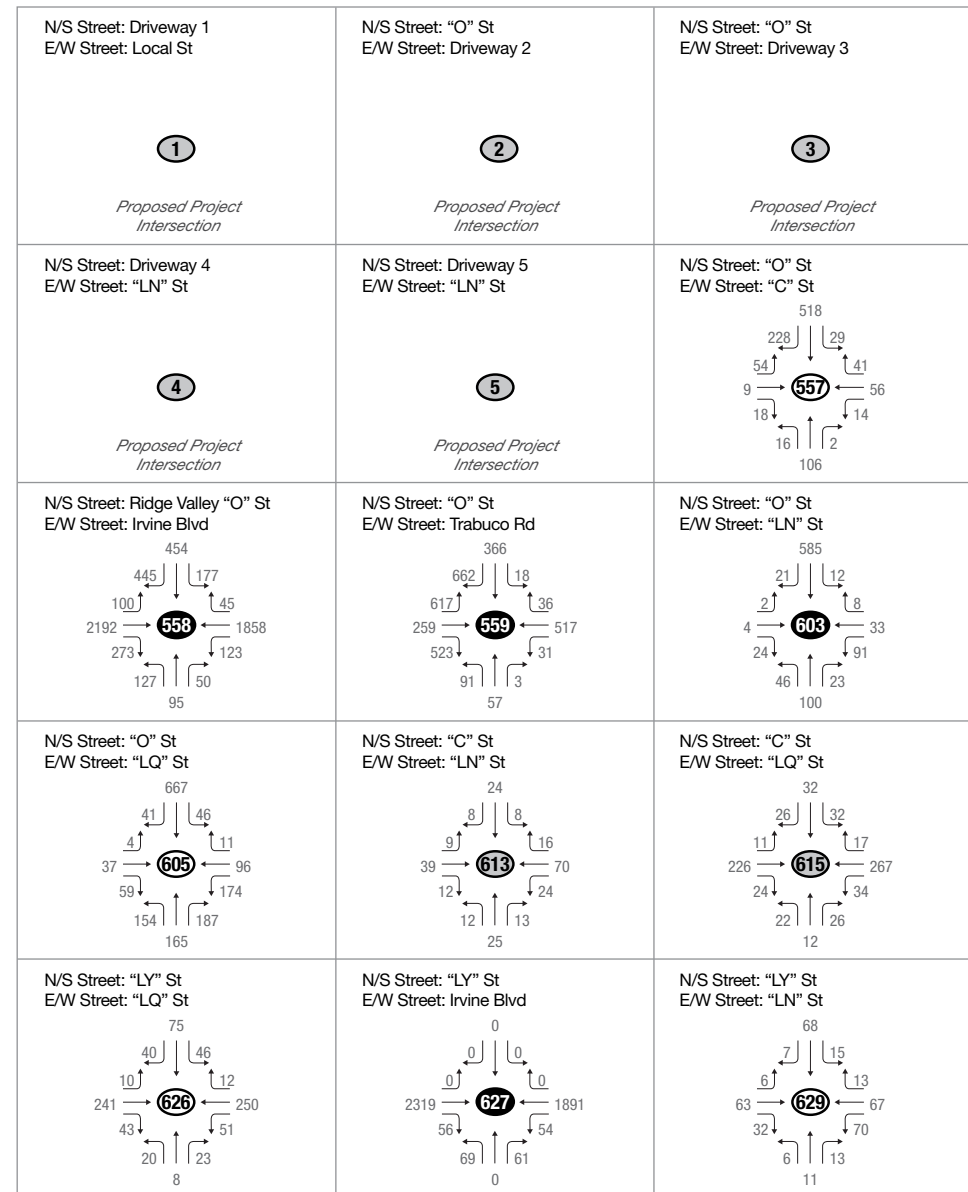 N/S Street: Driveway 1
E/W Street: Local St
1
Proposed Project
Intersection
N/S Street: “O” St
E/W Street: Driveway 2
2
Proposed Project
Intersection
N/S Street: “O” St
E/W Street: Driveway 3
3
Proposed Project
Intersection
N/S Street: Driveway 4
E/W Street: “LN” St
4
Proposed Project
Intersection
N/S Street: Driveway 5
E/W Street: “LN” St
5
Proposed Project
Intersection
N/S Street: “O” St
E/W Street: “C” St
518
228 29
54 41
9 557 56
18 14
16 2
106
N/S Street: Ridge Valley “O” St
E/W Street: Irvine Blvd
454
445 177
100 45
2192 558 1858
273 123
127 50
95
N/S Street: “O” St
E/W Street: Trabuco Rd
366
662 18
617 36
259 559 517
523 31
91 3
57
N/S Street: “O” St
E/W Street: “LN” St
585
21 12
2 8
4 603 33
24 91
46 23
100
N/S Street: “O” St
E/W Street: “LQ” St
667
41 46
4 11
37 605 96
59 174
154 187
165
N/S Street: “C” St
E/W Street: “LN” St
24
8 8
9 16
39 613 70
12 24
12 13
25
N/S Street: “C” St
E/W Street: “LQ” St
32
26 32
11 17
226 615 267
24 34
22 26
12
N/S Street: “LY” St
E/W Street: “LQ” St
75
40 46
10 12
241 626 250
43 51
20 23
8
N/S Street: “LY” St
E/W Street: Irvine Blvd
0
0 0
0 0
2319 627 1891
56 54
69 61
0
N/S Street: “LY” St
E/W Street: “LN” St
68
7 15
6 13
63 629 67
32 70
6 13
11